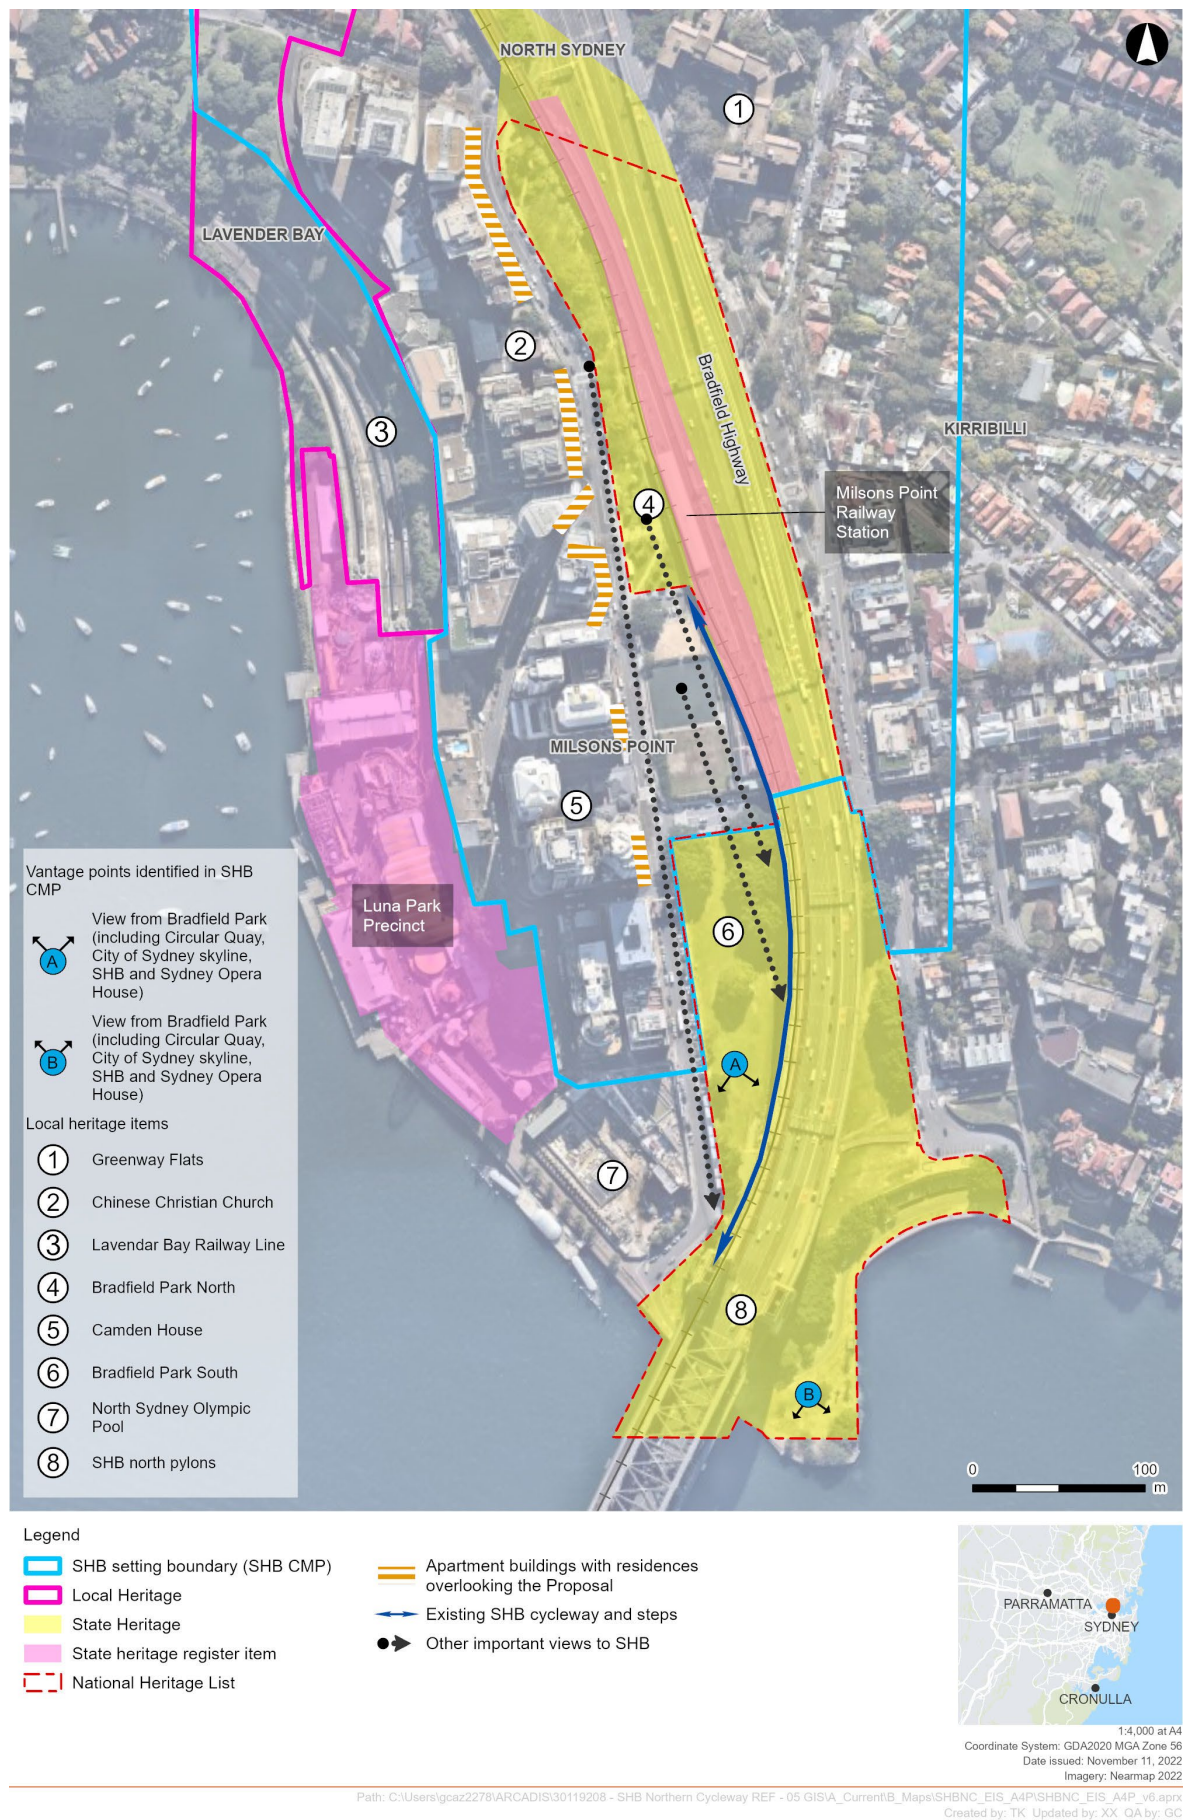 NORTH SYDNEY
1
LAVENDER BAY
2
3
Bradfield Highway
KIRRIBILLI
4
Milsons Point
Railway
Station
MILSONS POINT
5
Luna Park
Precinct
6
A
7
8
B
0 100
m
Vantage points identified in SHB
CMP
A
View from Bradfield Park
(including Circular Quay,
City of Sydney skyline,
SHB and Sydney Opera
House)
B
View from Bradfield Park
(including Circular Quay,
City of Sydney skyline,
SHB and Sydney Opera
House)
Local heritage items
1 Greenway Flats
2 Chinese Christian Church
3 Lavendar Bay Railway Line
4 Bradfield Park North
5 Camden House
6 Bradfield Park South
7 North Sydney Olympic
Pool
8 SHB north pylons
Legend
SHB setting boundary (SHB CMP)
Local Heritage
State Heritage
State heritage register item
National Heritage List
Apartment buildings with residences
overlooking the Proposal
Existing SHB cycleway and steps
Other important views to SHB
PARRAMATTA
SYDNEY
CRONULLA
1:4,000 at A4
Coordinate System: GDA2020 MGA Zone 56
Date issued: November 11, 2022
Imagery: Nearmap 2022
Path: C:\Users\gcaz2278\ARCADIS\30119208 - SHB Northern Cycleway REF - 05 GIS\A_Current\B_Maps\SHBNC_EIS_A4P\SHBNC_EIS_A4P_v6.aprx
Created by: TK Updated by: XX QA by: GC